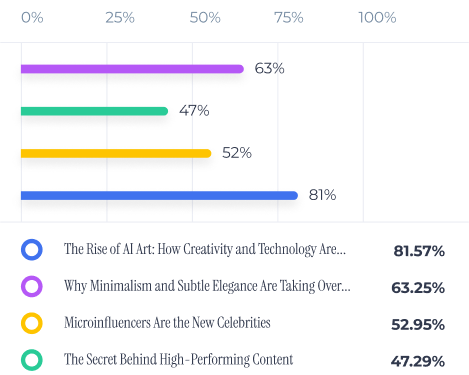 0% 25% 50% 75% 100%
63%
47%
52%
81%
The Rise of AI Art: How Creativity and Technology Are... 81.57%
Why Minimalism and Subtle Elegance Are Taking Over... 63.25%
Microinfluencers Are the New Celebrities 52.95%
The Secret Behind High-Performing Content 47.29%